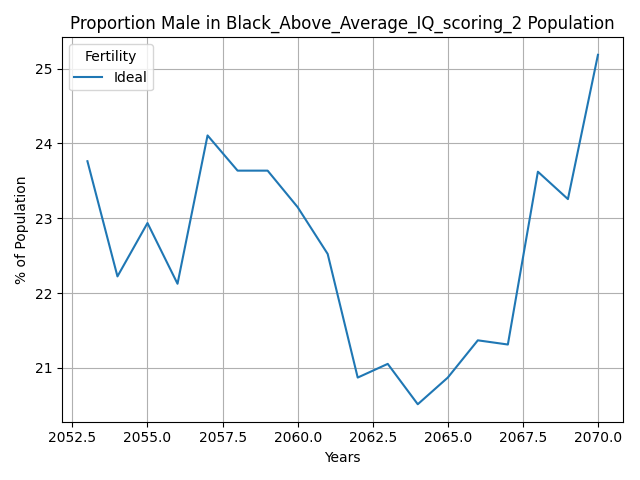 Proportion Male in Black_Above_Average_IQ_scoring_2 Population
Fertility
Ideal
% of Population
25
24
23
22
21
2052.5 2055.0 2057.5 2060.0 2062.5 2065.0 2067.5 2070.0
Years